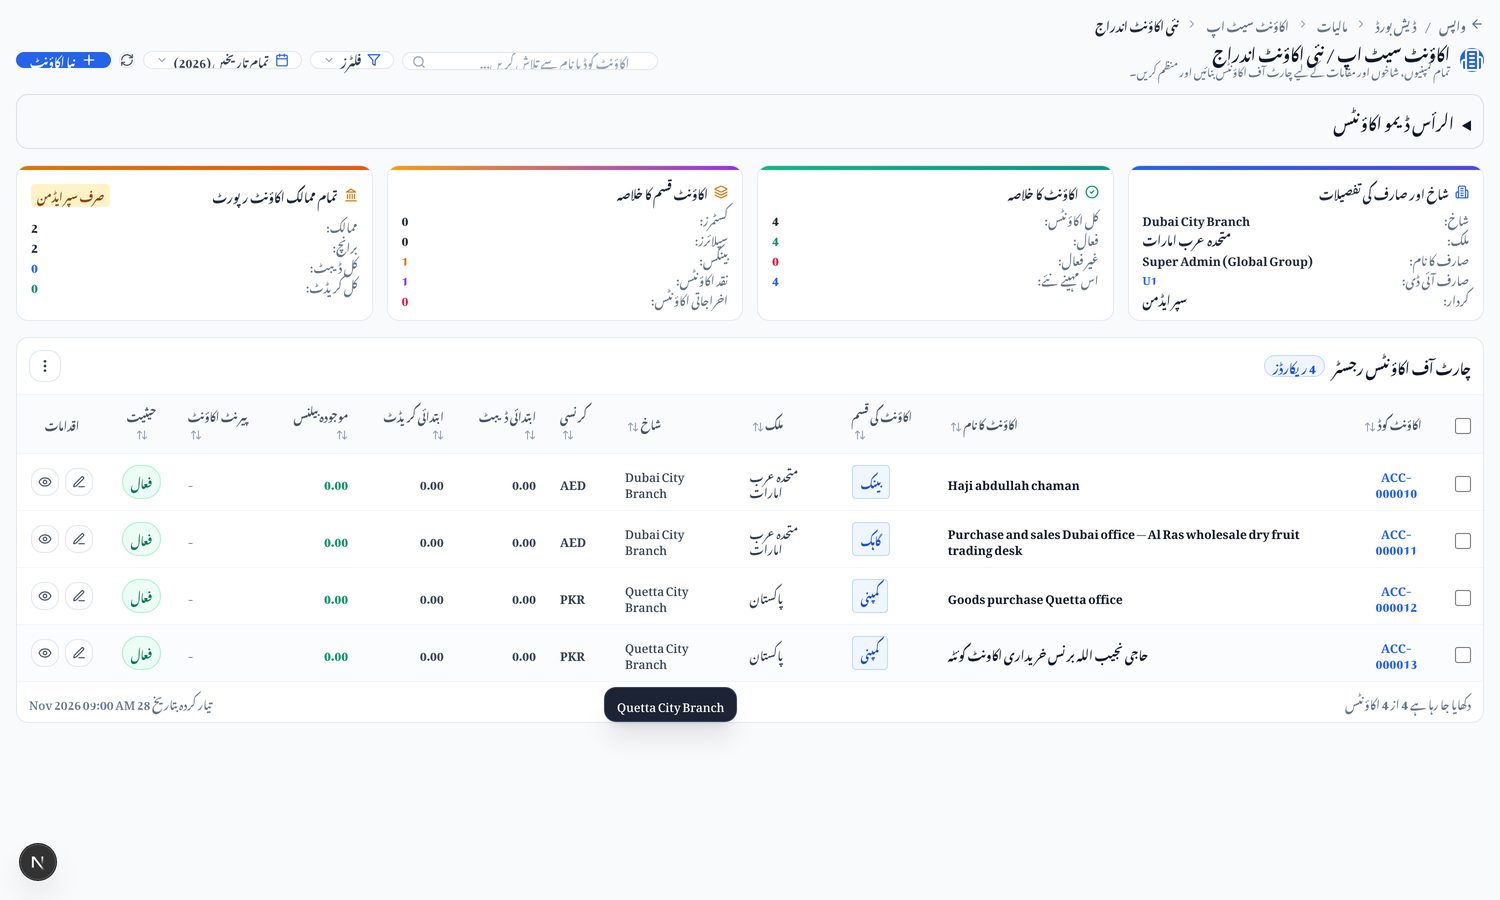 واپس / ڈیش بورڈ > مالیات > اکاؤنٹ سیٹ اپ > نئی اکاؤنٹ اندراج
اکاؤنٹ سیٹ اپ / نئی اکاؤنٹ اندراج
تمام کمپنیوں، شاخوں اور مقامات کے لیے چارٹ آف اکاؤنٹس بنائیں اور منظم کریں۔
اکاؤنٹ کوڈ یا نام سے تلاش کریں...
فلٹرز
تمام تاریخیں (2026)
نیا اکاؤنٹ
الرأس ڈیمو اکاؤنٹس
شاخ اور صارف کی تفصیلات
شاخ: Dubai City Branch
ملک: متحدہ عرب امارات
صارف کا نام: Super Admin (Global Group)
صارف آئی ڈی: U1
کردار: سپر ایڈمن
اکاؤنٹ کا خلاصہ
کل اکاؤنٹس: 4
فعال: 4
غیر فعال: 0
اس مہینے نئے: 4
اکاؤنٹ قسم کا خلاصہ
کسٹمرز: 0
سپلائرز: 0
بینکس: 1
نقد اکاؤنٹس: 1
اخراجاتی اکاؤنٹس: 0
تمام ممالک اکاؤنٹ رپورٹ
صرف سپر ایڈمن
ممالک: 2
برانچ: 2
کل ڈیبٹ: 0
کل کریڈٹ: 0
چارٹ آف اکاؤنٹس رجسٹر 4 ریکارڈز
اکاؤنٹ کوڈ اکاؤنٹ کا نام اکاؤنٹ کی قسم ملک شاخ کرنسی ابتدائی ڈیبٹ ابتدائی کریڈٹ موجودہ بیلنس پیرنٹ اکاؤنٹ حیثیت اقدامات
ACC-000010 Haji abdullah chaman بینک متحدہ عرب امارات Dubai City Branch AED 0.00 0.00 0.00 - فعال
ACC-000011 Purchase and sales Dubai office — Al Ras wholesale dry fruit trading desk گاہک متحدہ عرب امارات Dubai City Branch AED 0.00 0.00 0.00 - فعال
ACC-000012 Goods purchase Quetta office کمپنی پاکستان Quetta City Branch PKR 0.00 0.00 0.00 - فعال
ACC-000013 حاجی نجیب اللہ برنس خریداری اکاونٹ کوئٹہ کمپنی پاکستان Quetta City Branch PKR 0.00 0.00 0.00 - فعال
دکھایا جا رہا ہے 4 از 4 اکاؤنٹس
تیار کردہ بتاریخ 28 Nov 2026 09:00 AM
Quetta City Branch
N